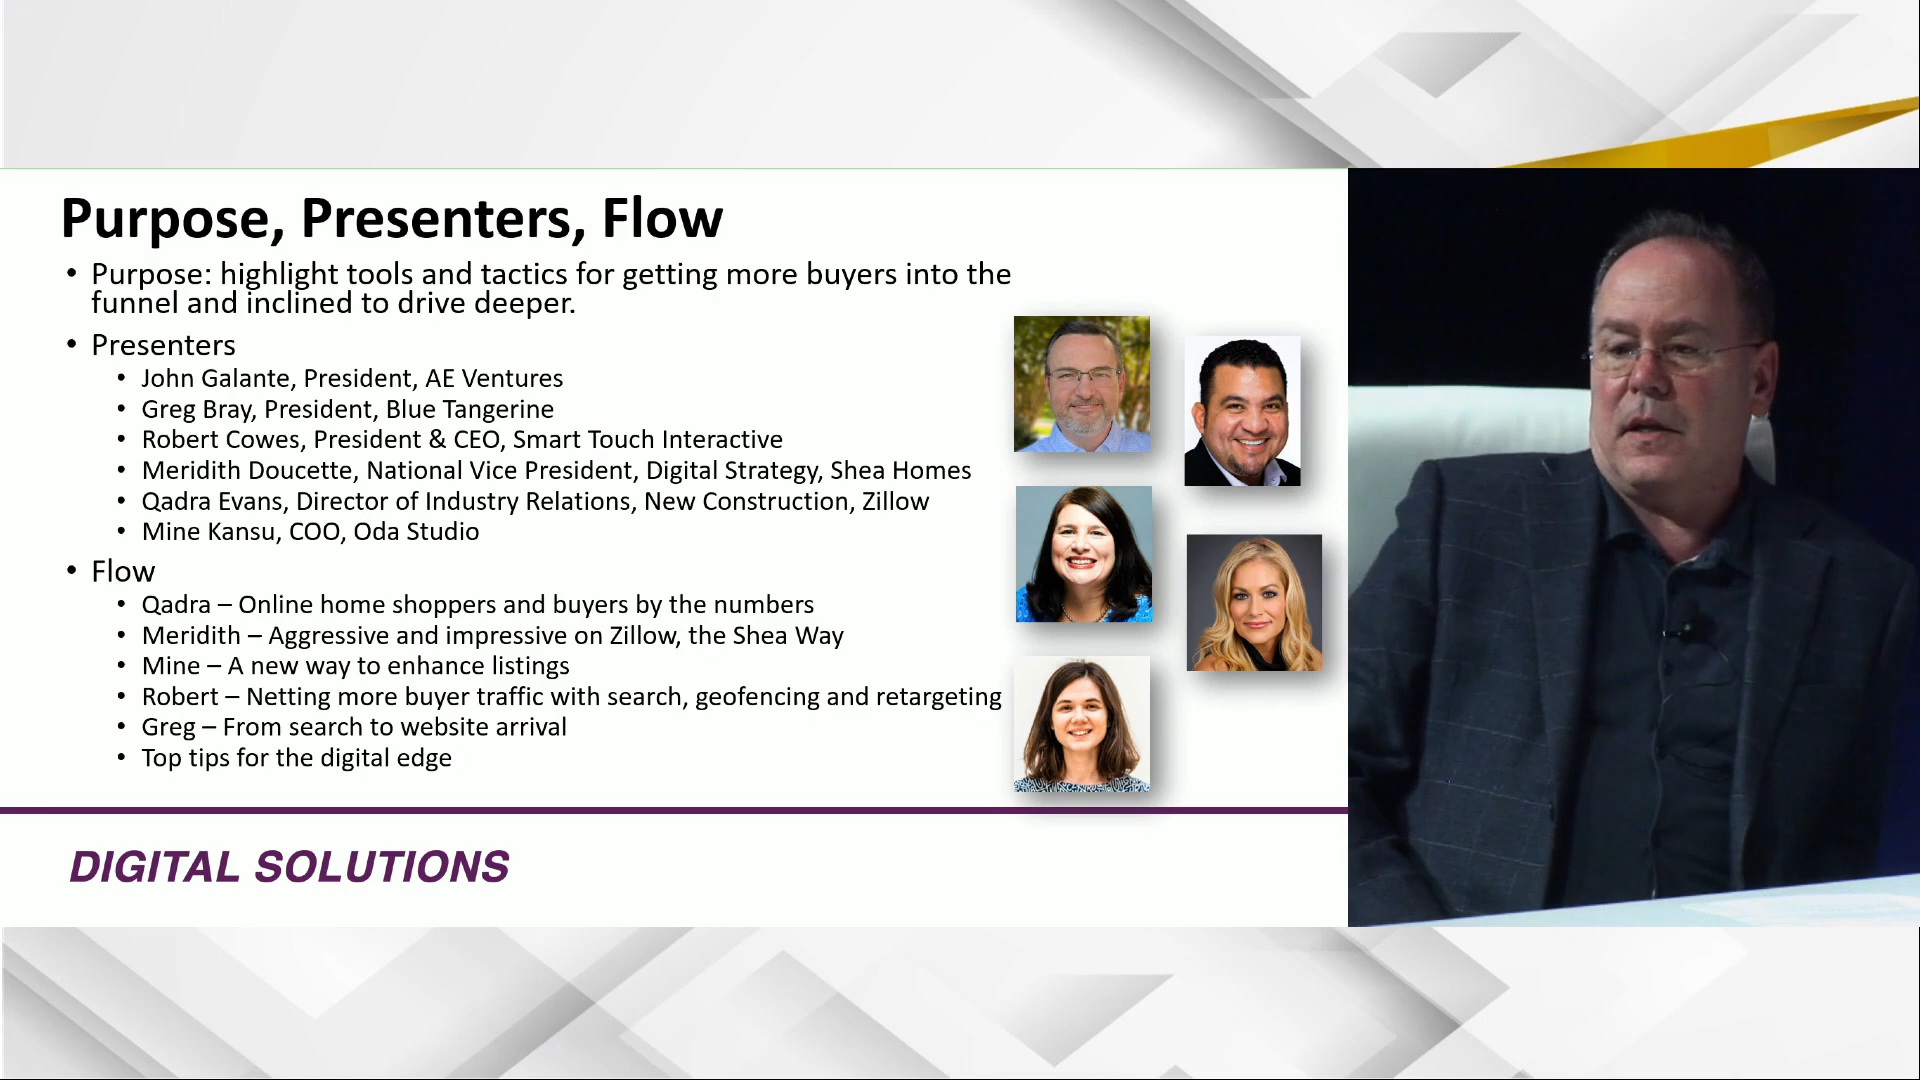 Purpose, Presenters, Flow
• Purpose: highlight tools and tactics for getting more buyers into the
funnel and inclined to drive deeper.
• Presenters
• John Galante, President, AE Ventures
• Greg Bray, President, Blue Tangerine
• Robert Cowes, President & CEO, Smart Touch Interactive
• Meridith Doucette, National Vice President, Digital Strategy, Shea Homes
• Qadra Evans, Director of Industry Relations, New Construction, Zillow
• Mine Kansu, COO, Oda Studio
• Flow
• Qadra – Online home shoppers and buyers by the numbers
• Meridith – Aggressive and impressive on Zillow, the Shea Way
• Mine – A new way to enhance listings
• Robert – Netting more buyer traffic with search, geofencing and retargeting
• Greg – From search to website arrival
• Top tips for the digital edge
DIGITAL SOLUTIONS